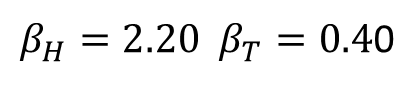 β_H = 2.20 β_T = 0.40